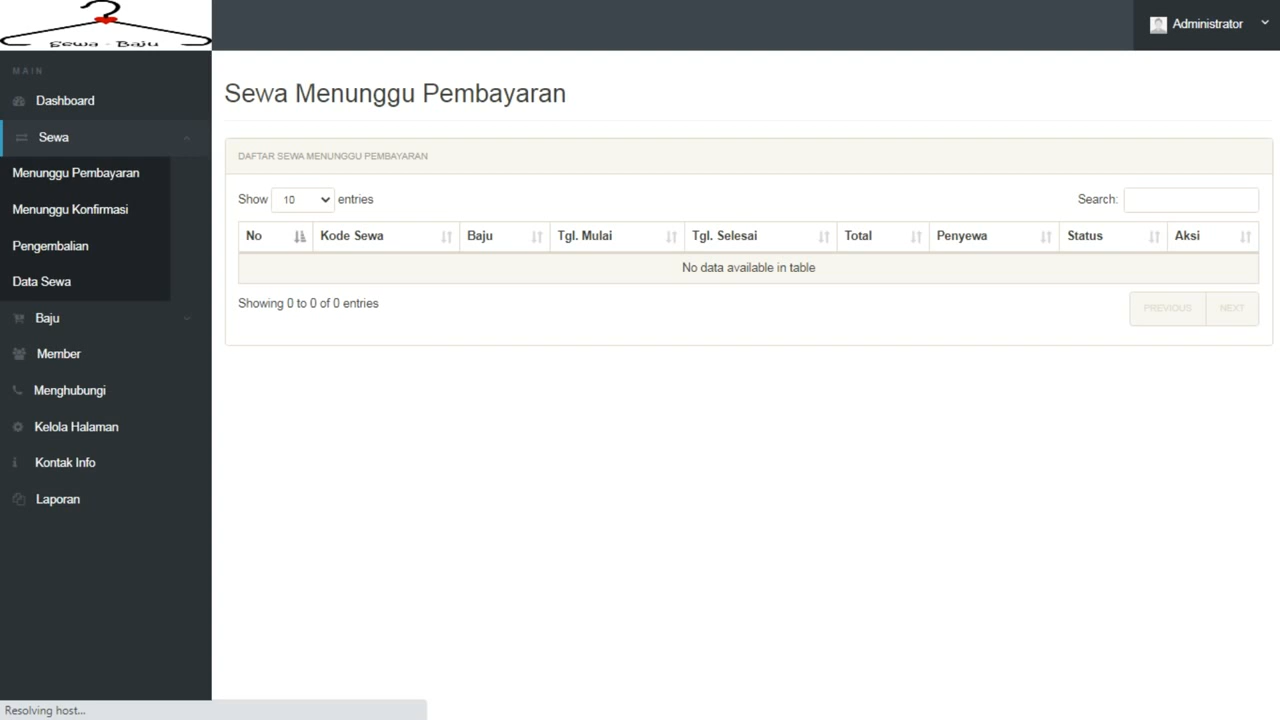 Sewa - Baju
Administrator
MAIN
Dashboard
Sewa
Menunggu Pembayaran
Menunggu Konfirmasi
Pengembalian
Data Sewa
Baju
Member
Menghubungi
Kelola Halaman
Kontak Info
Laporan
Sewa Menunggu Pembayaran
DAFTAR SEWA MENUNGGU PEMBAYARAN
Show 10 entries
Search:
No Kode Sewa Baju Tgl. Mulai Tgl. Selesai Total Penyewa Status Aksi
No data available in table
Showing 0 to 0 of 0 entries
PREVIOUS NEXT
Resolving host...